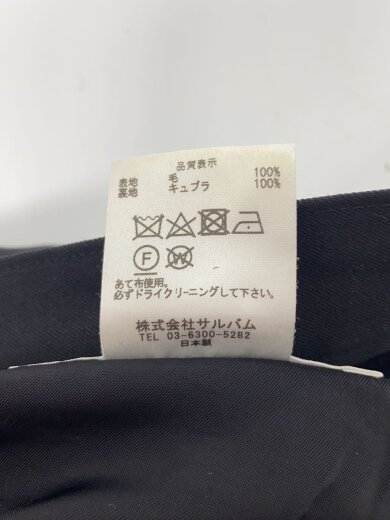 品質表示
表地 毛 100%
裏地 キュプラ 100%
F W
あて布使用。
必ずドライクリーニングして下さい。
株式会社サルバム
TEL 03-6300-5282
日本製